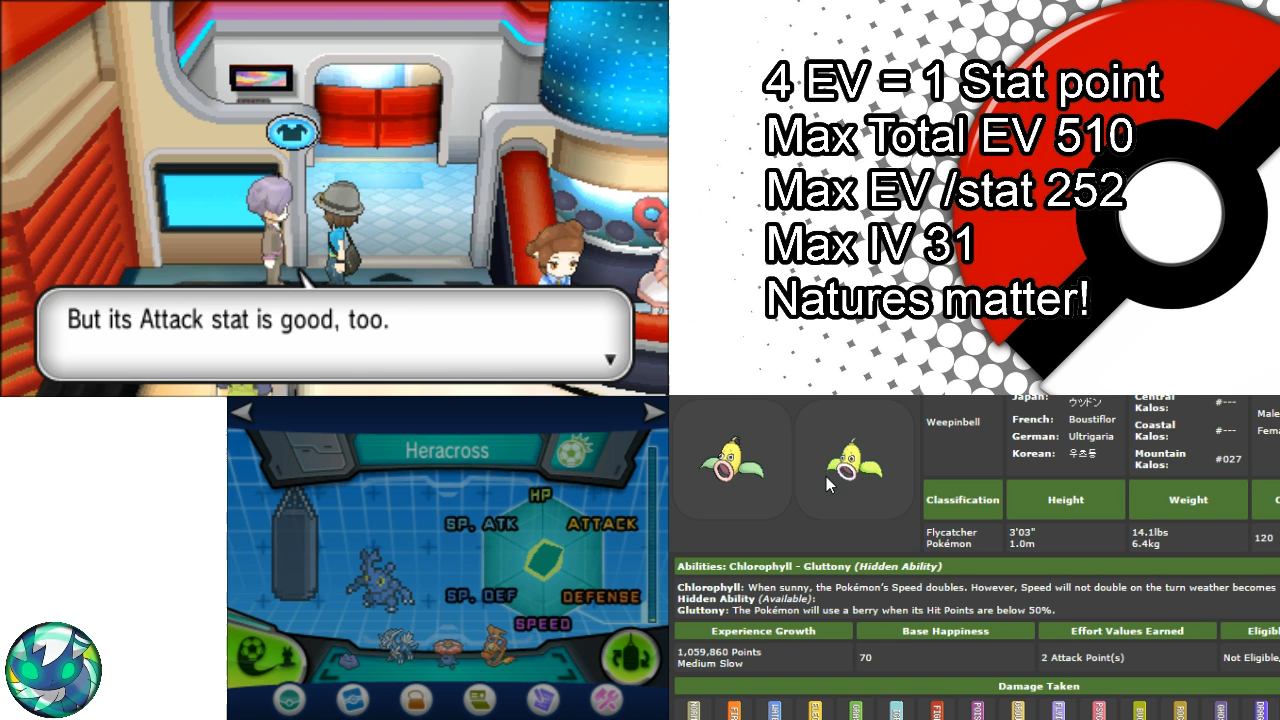 But its Attack stat is good, too.
4 EV = 1 Stat point
Max Total EV 510
Max EV /stat 252
Max IV 31
Natures matter!
Heracross
HP
SP. ATK
ATTACK
SP. DEF
DEFENSE
SPEED
Weepinbell
Japan: ウツドン
French: Boustiflor
German: Ultrigaria
Korean: 우츠동
Central Kalos: #---
Coastal Kalos: #---
Mountain Kalos: #027
Male
Fema
Classification Height Weight
Flycatcher Pokémon
3'03"
1.0m
14.1lbs
6.4kg
120
Abilities: Chlorophyll - Gluttony (Hidden Ability)
Chlorophyll: When sunny, the Pokémon's Speed doubles. However, Speed will not double on the turn weather becomes
Hidden Ability (Available):
Gluttony: The Pokémon will use a berry when its Hit Points are below 50%.
Experience Growth Base Happiness Effort Values Earned Eligibl
1,059,860 Points
Medium Slow
70
2 Attack Point(s)
Not Eligible
Damage Taken